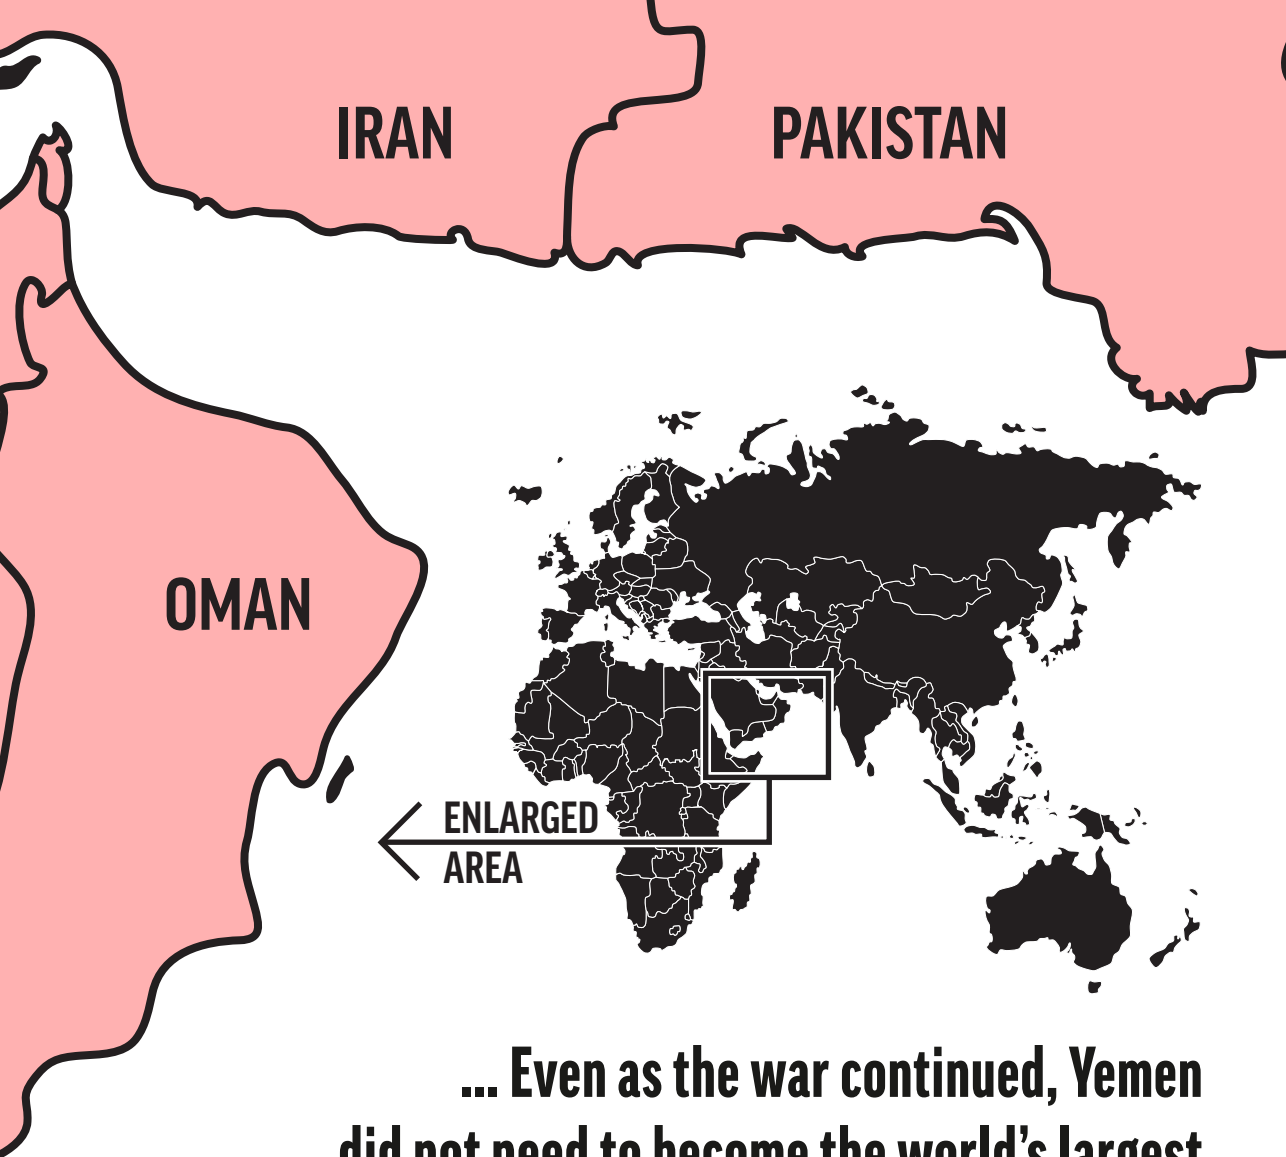 IRAN
PAKISTAN
OMAN
ENLARGED
AREA
... Even as the war continued, Yemen
did not need to become the world's largest